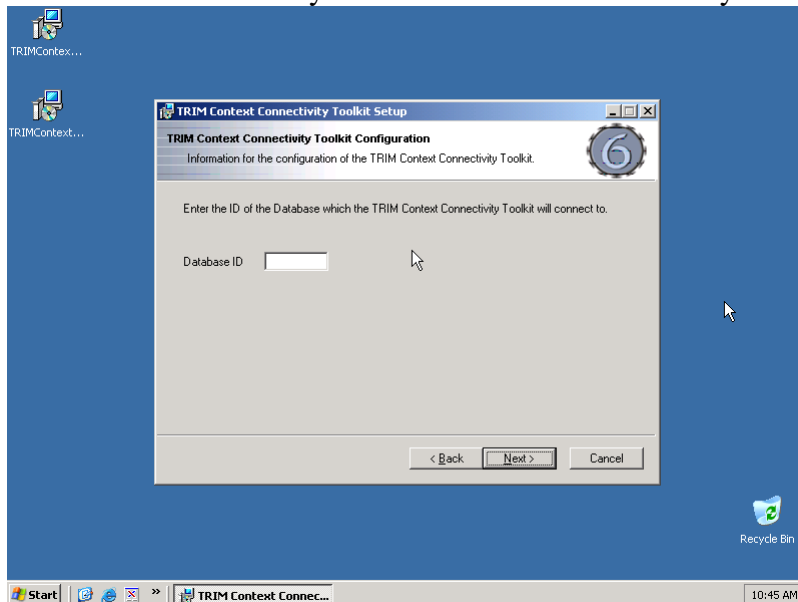 TRIMContex...
TRIMContext...
TRIM Context Connectivity Toolkit Setup
TRIM Context Connectivity Toolkit Configuration
Information for the configuration of the TRIM Context Connectivity Toolkit.
6
Enter the ID of the Database which the TRIM Context Connectivity Toolkit will connect to.
Database ID
< Back Next > Cancel
Recycle Bin
Start » TRIM Context Connec... 10:45 AM